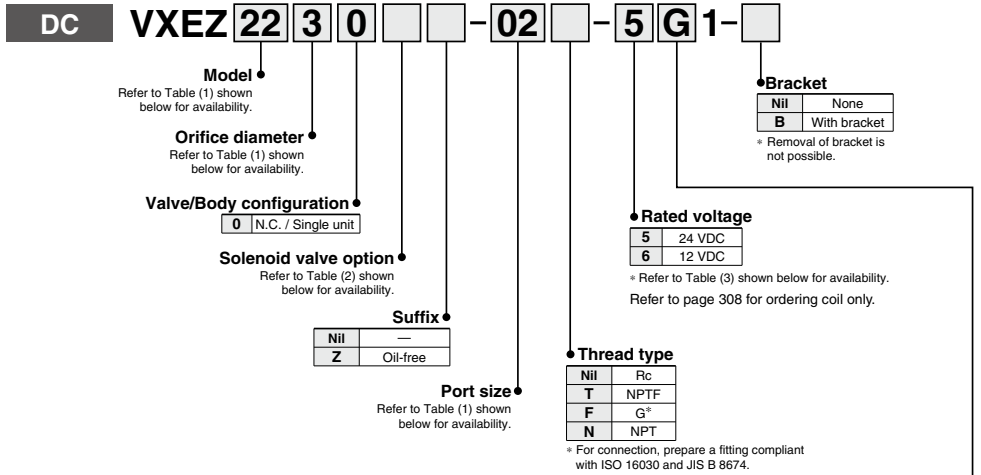 DC VXEZ 22 3 0 – 02 – 5 G 1–
Model
Refer to Table (1) shown
below for availability.
Orifice diameter
Refer to Table (1) shown
below for availability.
Valve/Body configuration
0 N.C. / Single unit
Solenoid valve option
Refer to Table (2) shown
below for availability.
Suffix
Nil —
Z Oil-free
Port size
Refer to Table (1) shown
below for availability.
Bracket
Nil None
B With bracket
∗ Removal of bracket is
not possible.
Rated voltage
5 24 VDC
6 12 VDC
∗ Refer to Table (3) shown below for availability.
Refer to page 308 for ordering coil only.
Thread type
Nil Rc
T NPTF
F G∗
N NPT
∗ For connection, prepare a fitting compliant
with ISO 16030 and JIS B 8674.